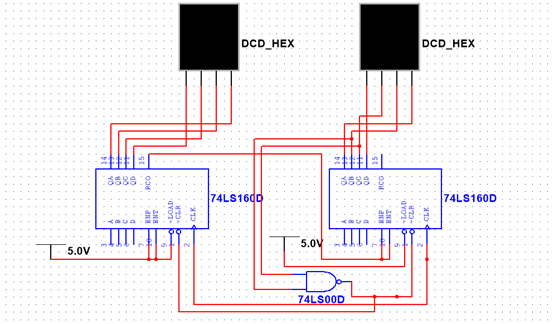 DCD_HEX
DCD_HEX
14 13 12 11 15
QA QB QC QD RCO
74LS160D
A B C D ENP ENT ~LOAD ~CLR CLK
3 4 5 6 7 10 9 1 2
5.0V
14 13 12 11 15
QA QB QC QD RCO
74LS160D
A B C D ENP ENT ~LOAD ~CLR CLK
3 4 5 6 7 10 9 1 2
5.0V
74LS00D